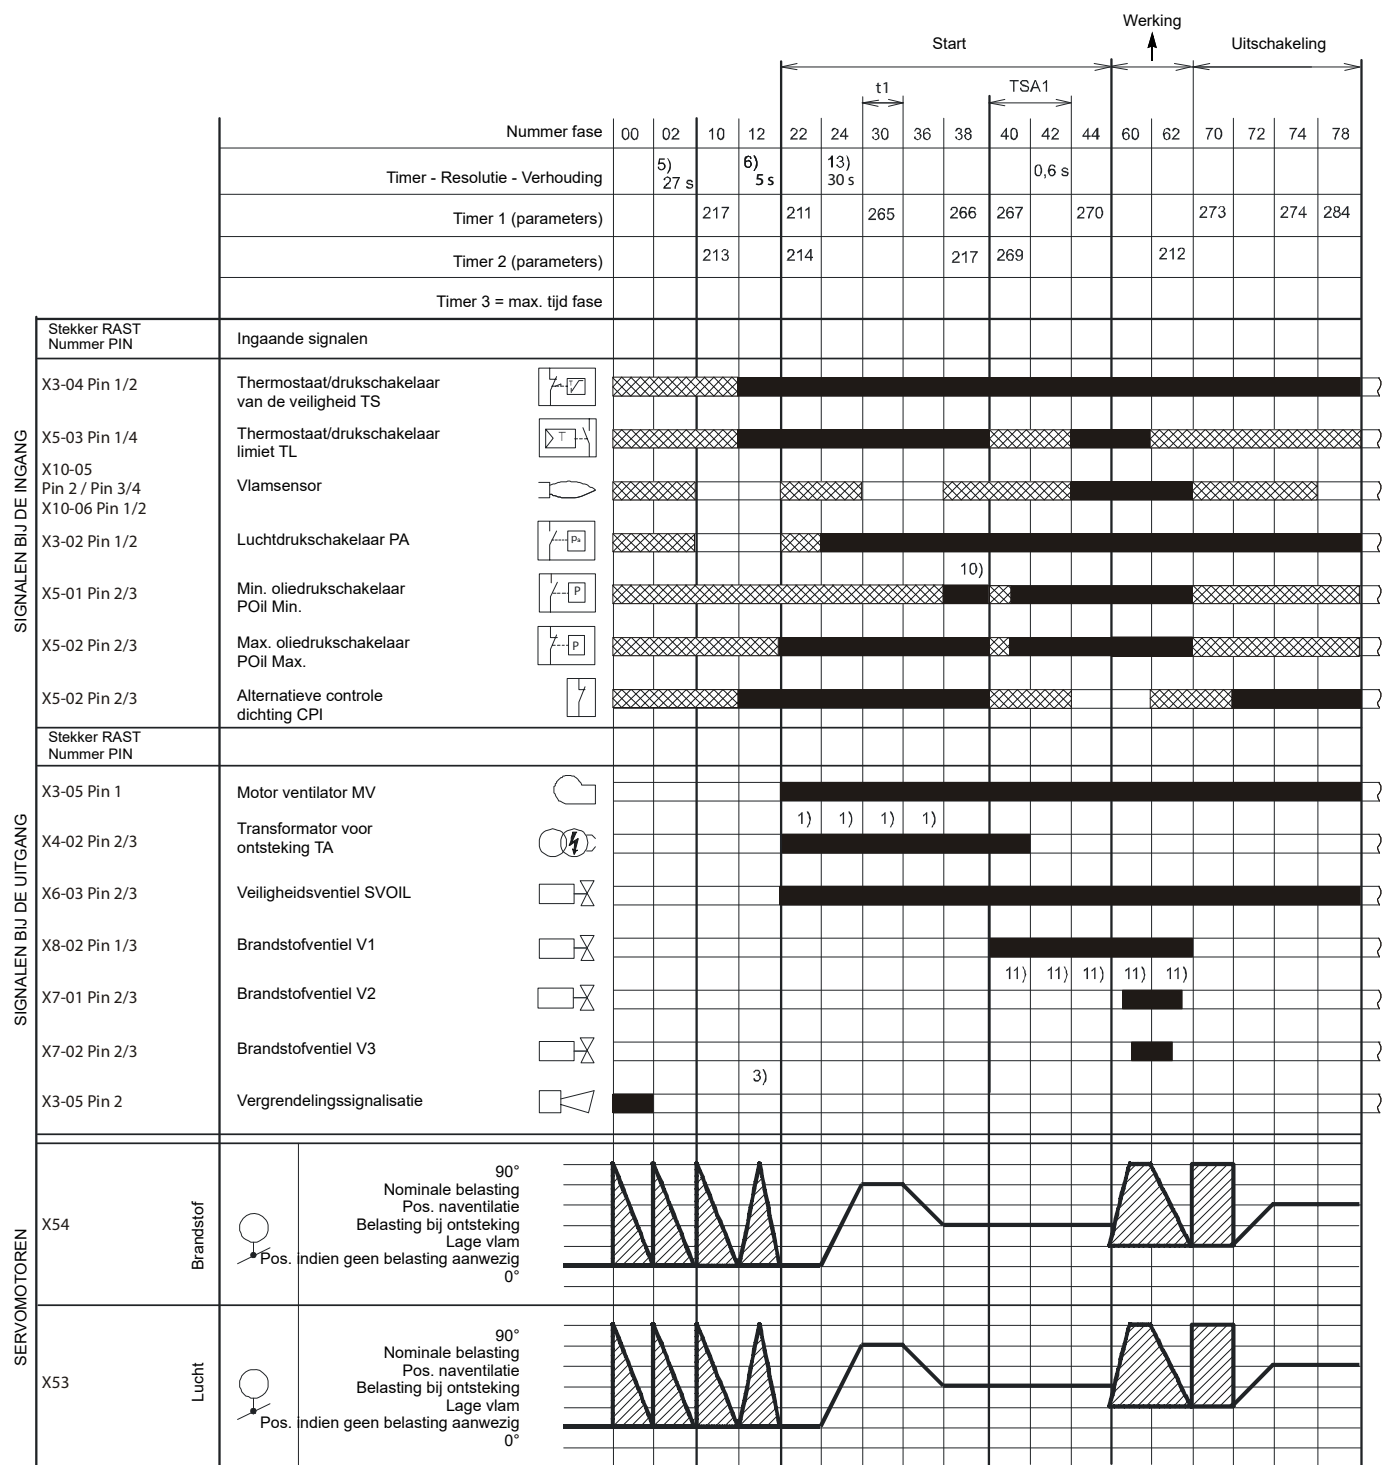 Werking
Start
Uitschakeling
t1
TSA1
Nummer fase 00 02 10 12 22 24 30 36 38 40 42 44 60 62 70 72 74 78
Timer - Resolutie - Verhouding 5) 27 s 6) 5 s 13) 30 s 0,6 s
Timer 1 (parameters) 217 211 265 266 267 270 273 274 284
Timer 2 (parameters) 213 214 217 269 212
Timer 3 = max. tijd fase
SIGNALEN BIJ DE INGANG
Stekker RAST
Nummer PIN
Ingaande signalen
X3-04 Pin 1/2
Thermostaat/drukschakelaar
van de veiligheid TS
X5-03 Pin 1/4
Thermostaat/drukschakelaar
limiet TL
T
X10-05
Pin 2 / Pin 3/4
X10-06 Pin 1/2
Vlamsensor
X3-02 Pin 1/2
Luchtdrukschakelaar PA
Pa
10)
X5-01 Pin 2/3
Min. oliedrukschakelaar
POil Min.
P
X5-02 Pin 2/3
Max. oliedrukschakelaar
POil Max.
P
X5-02 Pin 2/3
Alternatieve controle
dichting CPI
SIGNALEN BIJ DE UITGANG
Stekker RAST
Nummer PIN
X3-05 Pin 1
Motor ventilator MV
1) 1) 1) 1)
X4-02 Pin 2/3
Transformator voor
ontsteking TA
X6-03 Pin 2/3
Veiligheidsventiel SVOIL
X8-02 Pin 1/3
Brandstofventiel V1
11) 11) 11) 11) 11)
X7-01 Pin 2/3
Brandstofventiel V2
X7-02 Pin 2/3
Brandstofventiel V3
3)
X3-05 Pin 2
Vergrendelingssignalisatie
SERVOMOTOREN
X54
Brandstof
90°
Nominale belasting
Pos. naventilatie
Belasting bij ontsteking
Lage vlam
Pos. indien geen belasting aanwezig
0°
X53
Lucht
90°
Nominale belasting
Pos. naventilatie
Belasting bij ontsteking
Lage vlam
Pos. indien geen belasting aanwezig
0°